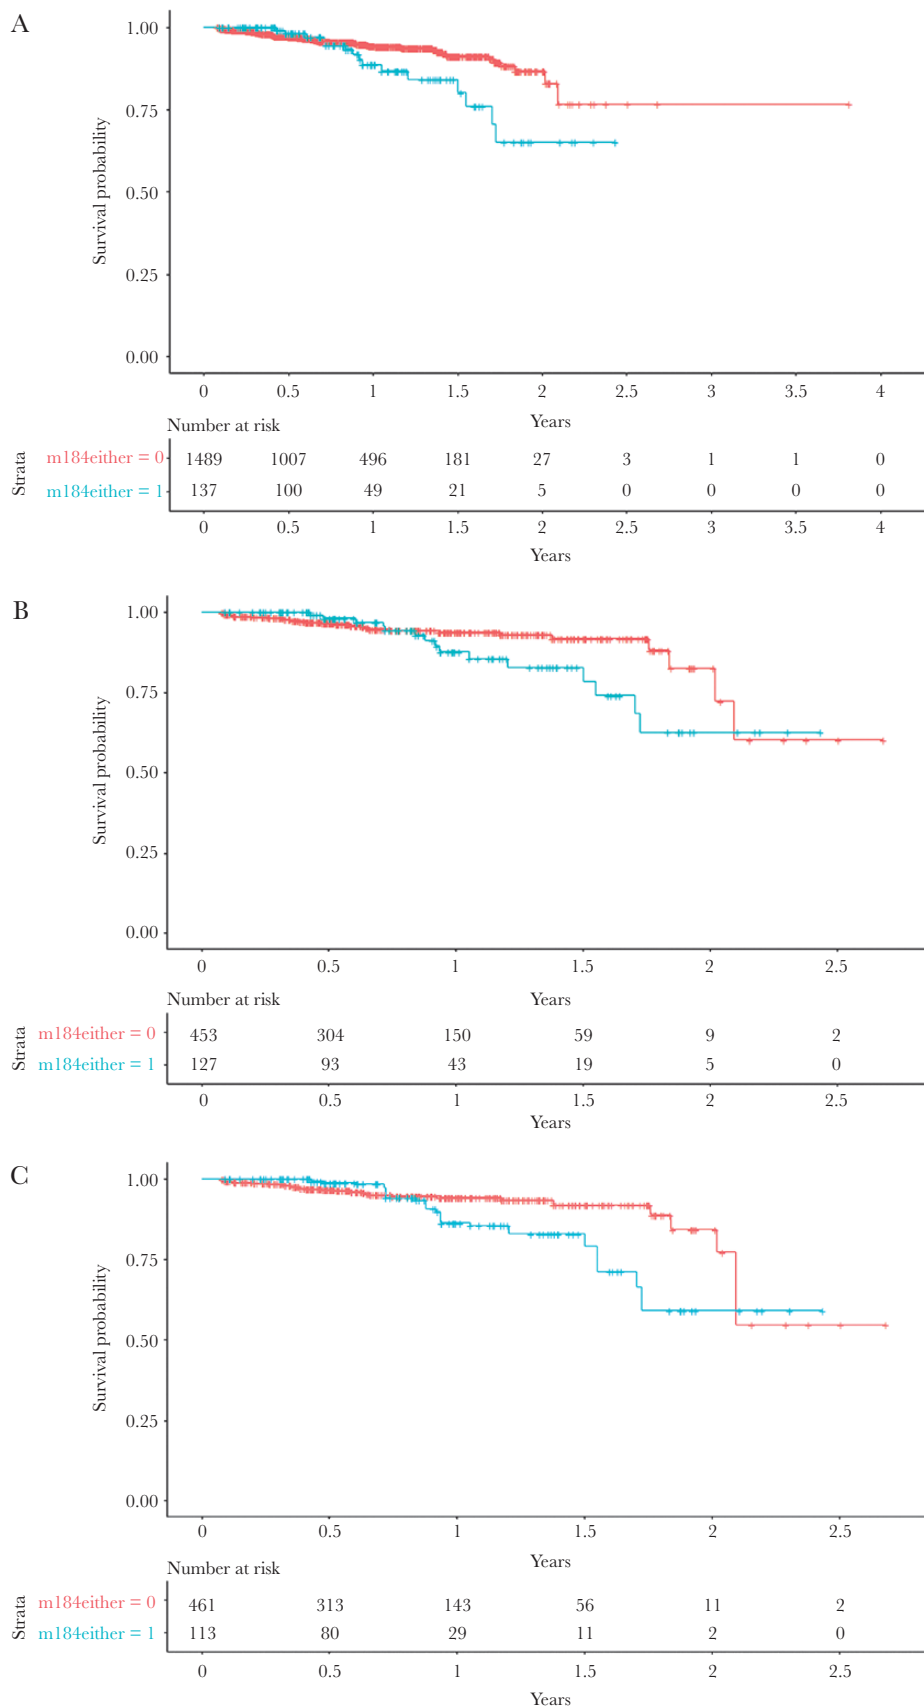 A
1.00
0.75
0.50
0.25
0.00
Survival probability
0 0.5 1 1.5 2 2.5 3 3.5 4
Years
Number at risk
Strata
m184either = 0 1489 1007 496 181 27 3 1 1 0
m184either = 1 137 100 49 21 5 0 0 0 0
0 0.5 1 1.5 2 2.5 3 3.5 4
Years
B
1.00
0.75
0.50
0.25
0.00
Survival probability
0 0.5 1 1.5 2 2.5
Number at risk Years
Strata
m184either = 0 453 304 150 59 9 2
m184either = 1 127 93 43 19 5 0
0 0.5 1 1.5 2 2.5
Years
C
1.00
0.75
0.50
0.25
0.00
Survival probability
0 0.5 1 1.5 2 2.5
Years
Number at risk
Strata
m184either = 0 461 313 143 56 11 2
m184either = 1 113 80 29 11 2 0
0 0.5 1 1.5 2 2.5
Years